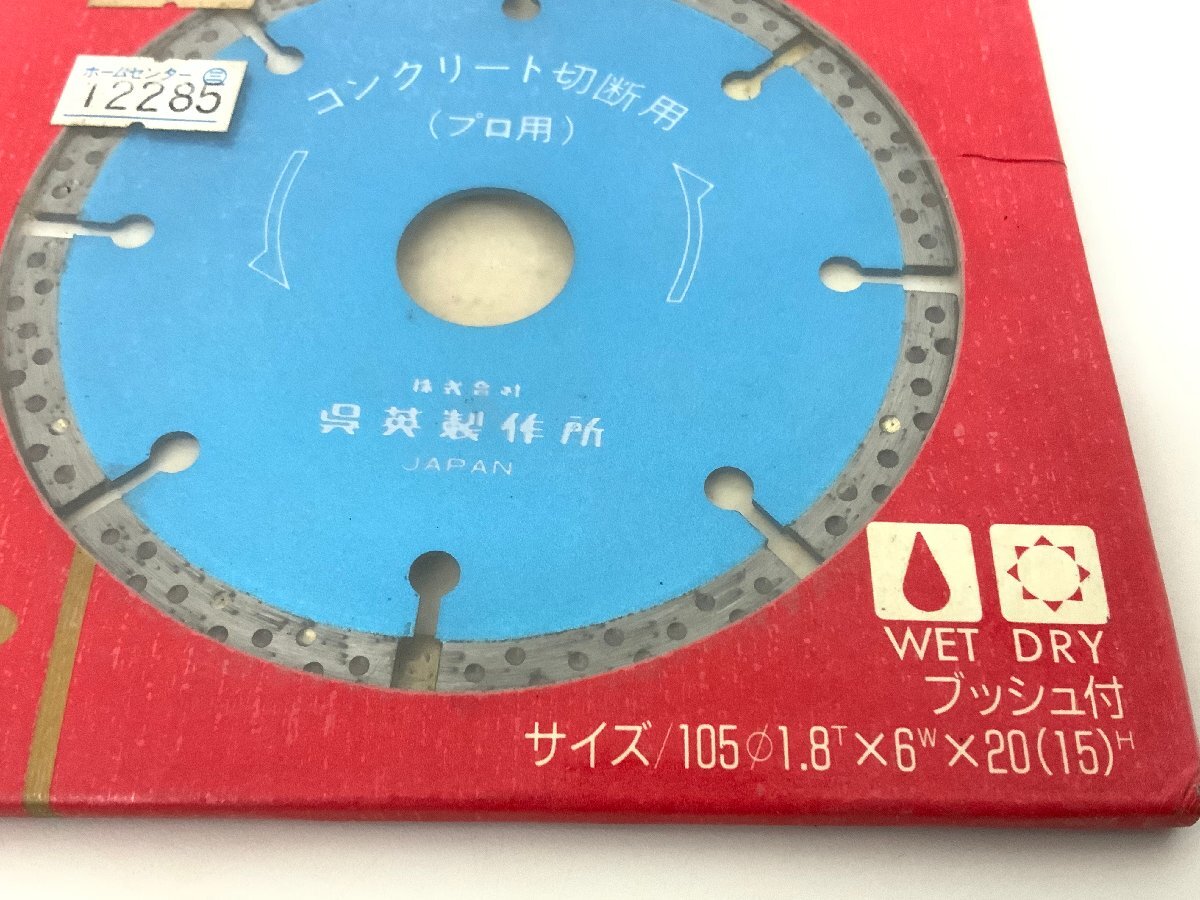 ホームセンター 三
12285
コンクリート切断用
(プロ用)
株式会社
呉英製作所
JAPAN
WET DRY
ブッシュ付
サイズ/105φ1.8T×6W×20(15)H